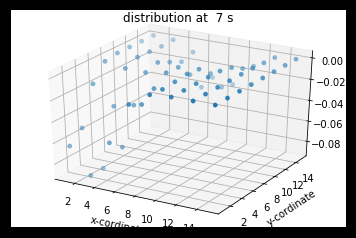 distribution at  7 s
0.00
−0.02
−0.04
−0.06
−0.08
2 4 6 8 10 12 14
x-cordinate
2 4 6 8 10 12 14
y-cordinate